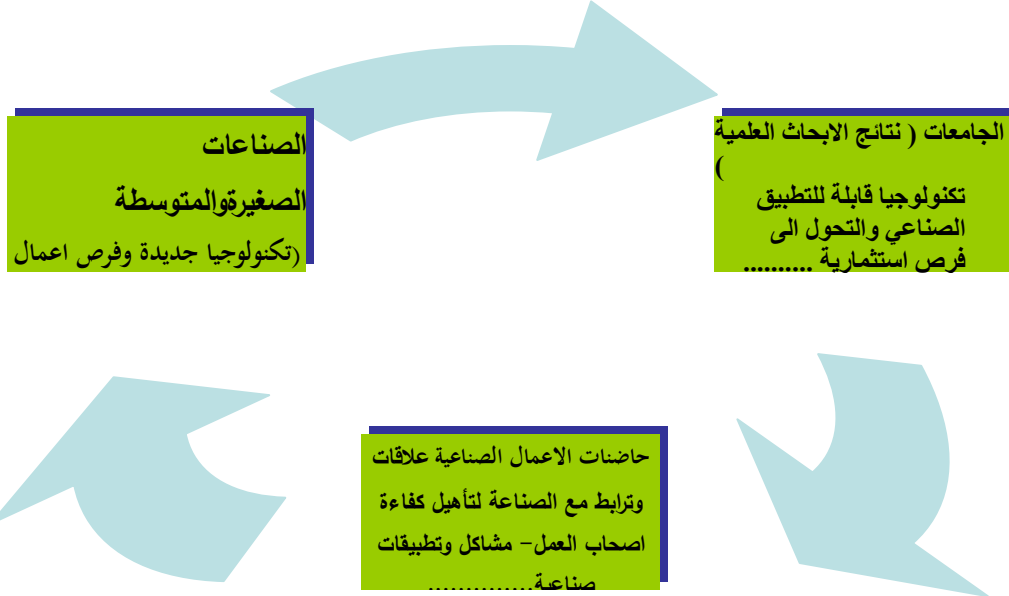 الجامعات ( نتائج الابحاث العلمية
)
تكنولوجيا قابلة للتطبيق
الصناعي والتحول الى
فرص استثمارية ..........
الصناعات
الصغيرةوالمتوسطة
(تكنولوجيا جديدة وفرص اعمال
حاضنات الاعمال الصناعية علاقات
وترابط مع الصناعة لتأهيل كفاءة
اصحاب العمل– مشاكل وتطبيقات
صناعية..............